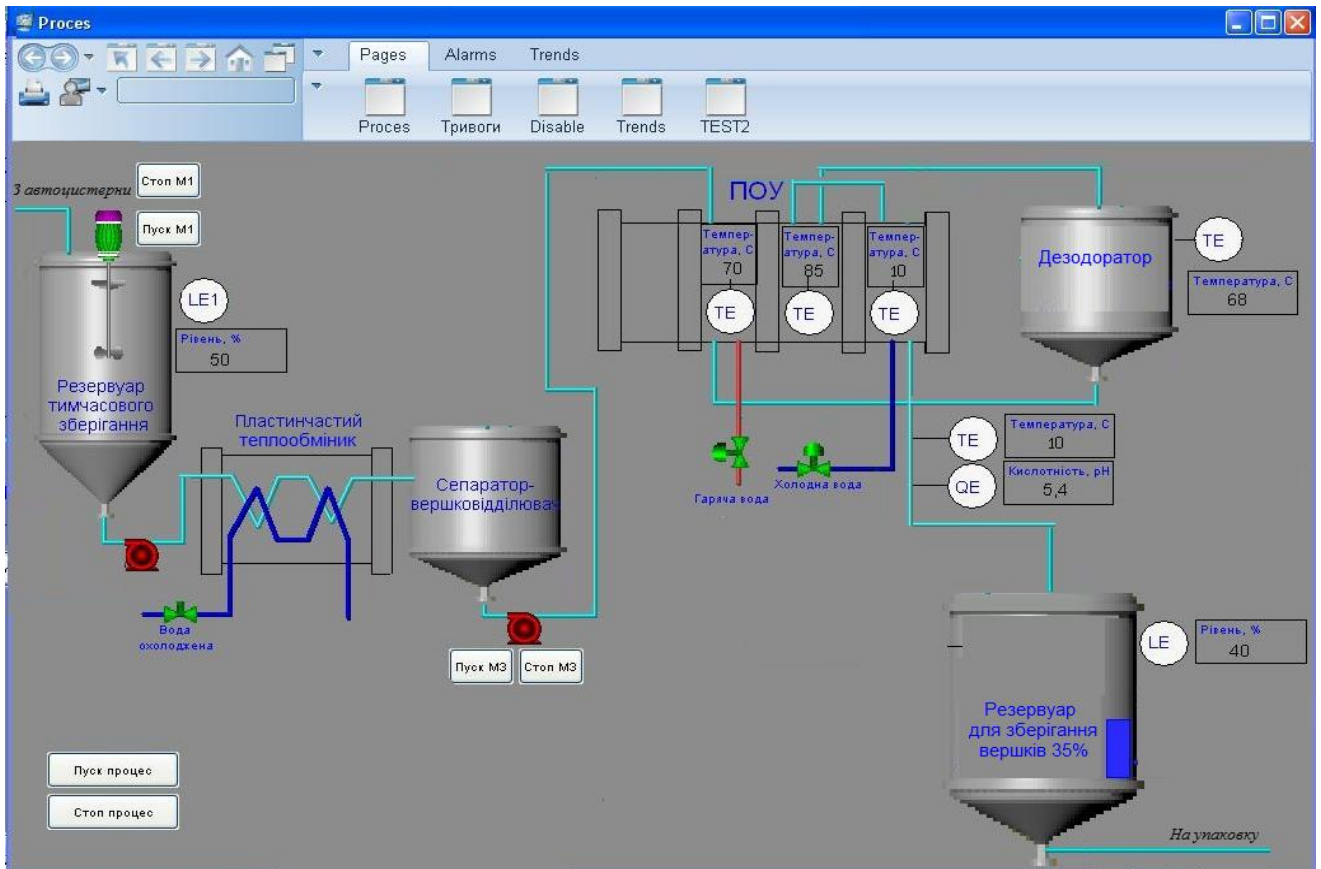 Proces
Pages
Alarms
Trends
Proces
Тривоги
Disable
Trends
TEST2
З автоцистерни
Стоп М1
Пуск М1
LE1
Рівень, %
50
Резервуар
тимчасового
зберігання
Пластинчастий
теплообміник
Сепаратор-
вершковідділювач
Вода
охолоджена
Пуск М3
Стоп М3
Пуск процес
Стоп процес
ПОУ
Темпер-
атура, С
70
TE
Темпер-
атура, С
85
TE
Темпер-
атура, С
10
TE
Гаряча вода
Холодна вода
Дезодоратор
TE
Температура, С
68
TE
Температура, С
10
QE
Кислотність, рН
5,4
LE
Рівень, %
40
Резервуар
для зберігання
вершків 35%
На упаковку